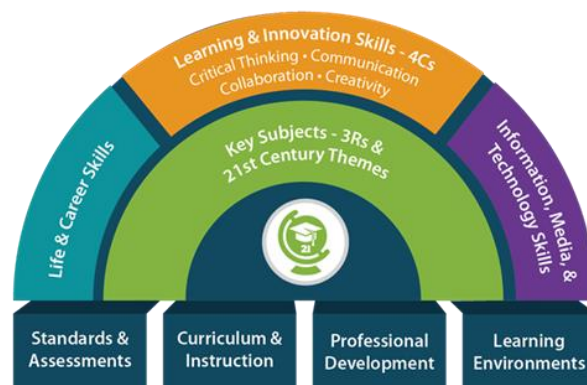 Learning & Innovation Skills - 4Cs
Critical Thinking • Communication
Collaboration • Creativity
Life & Career Skills
Key Subjects - 3Rs &
21st Century Themes
Information, Media, &
Technology Skills
21
Standards &
Assessments
Curriculum &
Instruction
Professional
Development
Learning
Environments